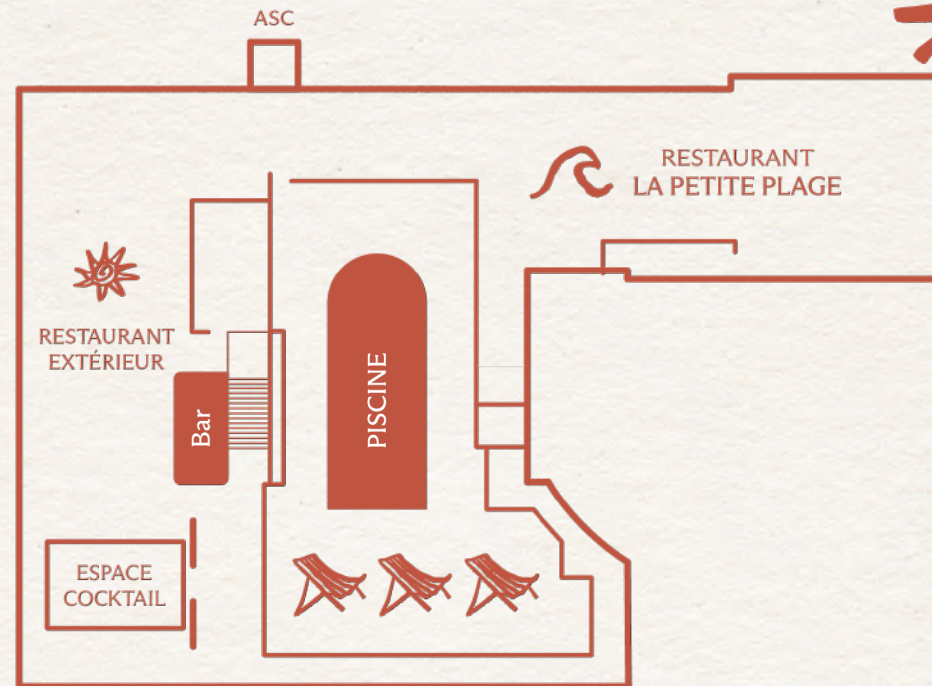 ASC
RESTAURANT
LA PETITE PLAGE
RESTAURANT
EXTÉRIEUR
PISCINE
Bar
ESPACE
COCKTAIL